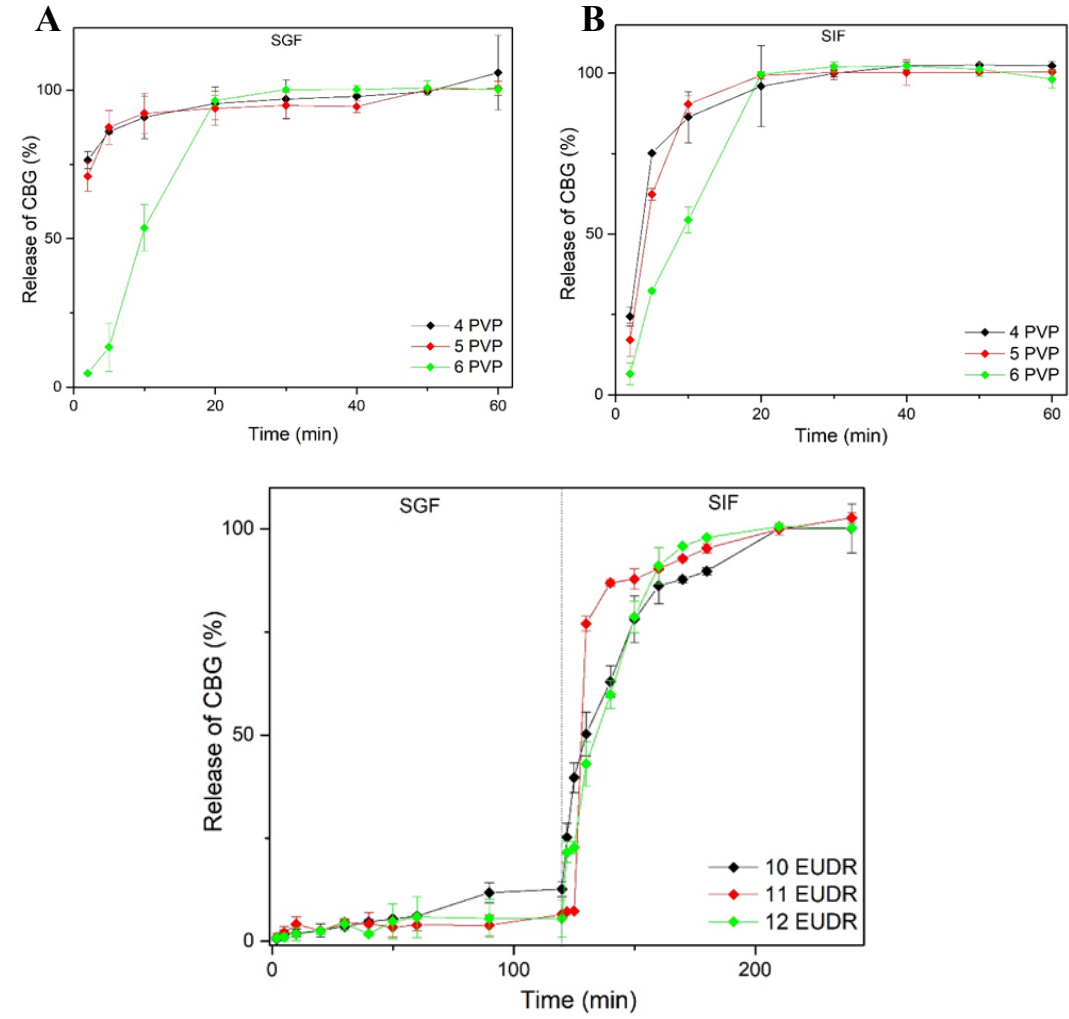 A
SGF
Release of CBG (%)
100
50
0
0
20
40
60
Time (min)
4 PVP
5 PVP
6 PVP
B
SIF
Release of CBG (%)
100
50
0
0
20
40
60
Time (min)
4 PVP
5 PVP
6 PVP
SGF
SIF
Release of CBG (%)
100
50
0
0
100
200
Time (min)
10 EUDR
11 EUDR
12 EUDR